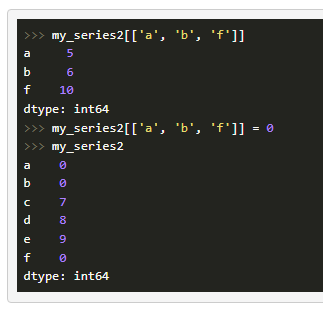 >>> my_series2[['a', 'b', 'f']]
a     5
b     6
f    10
dtype: int64
>>> my_series2[['a', 'b', 'f']] = 0
>>> my_series2
a    0
b    0
c    7
d    8
e    9
f    0
dtype: int64